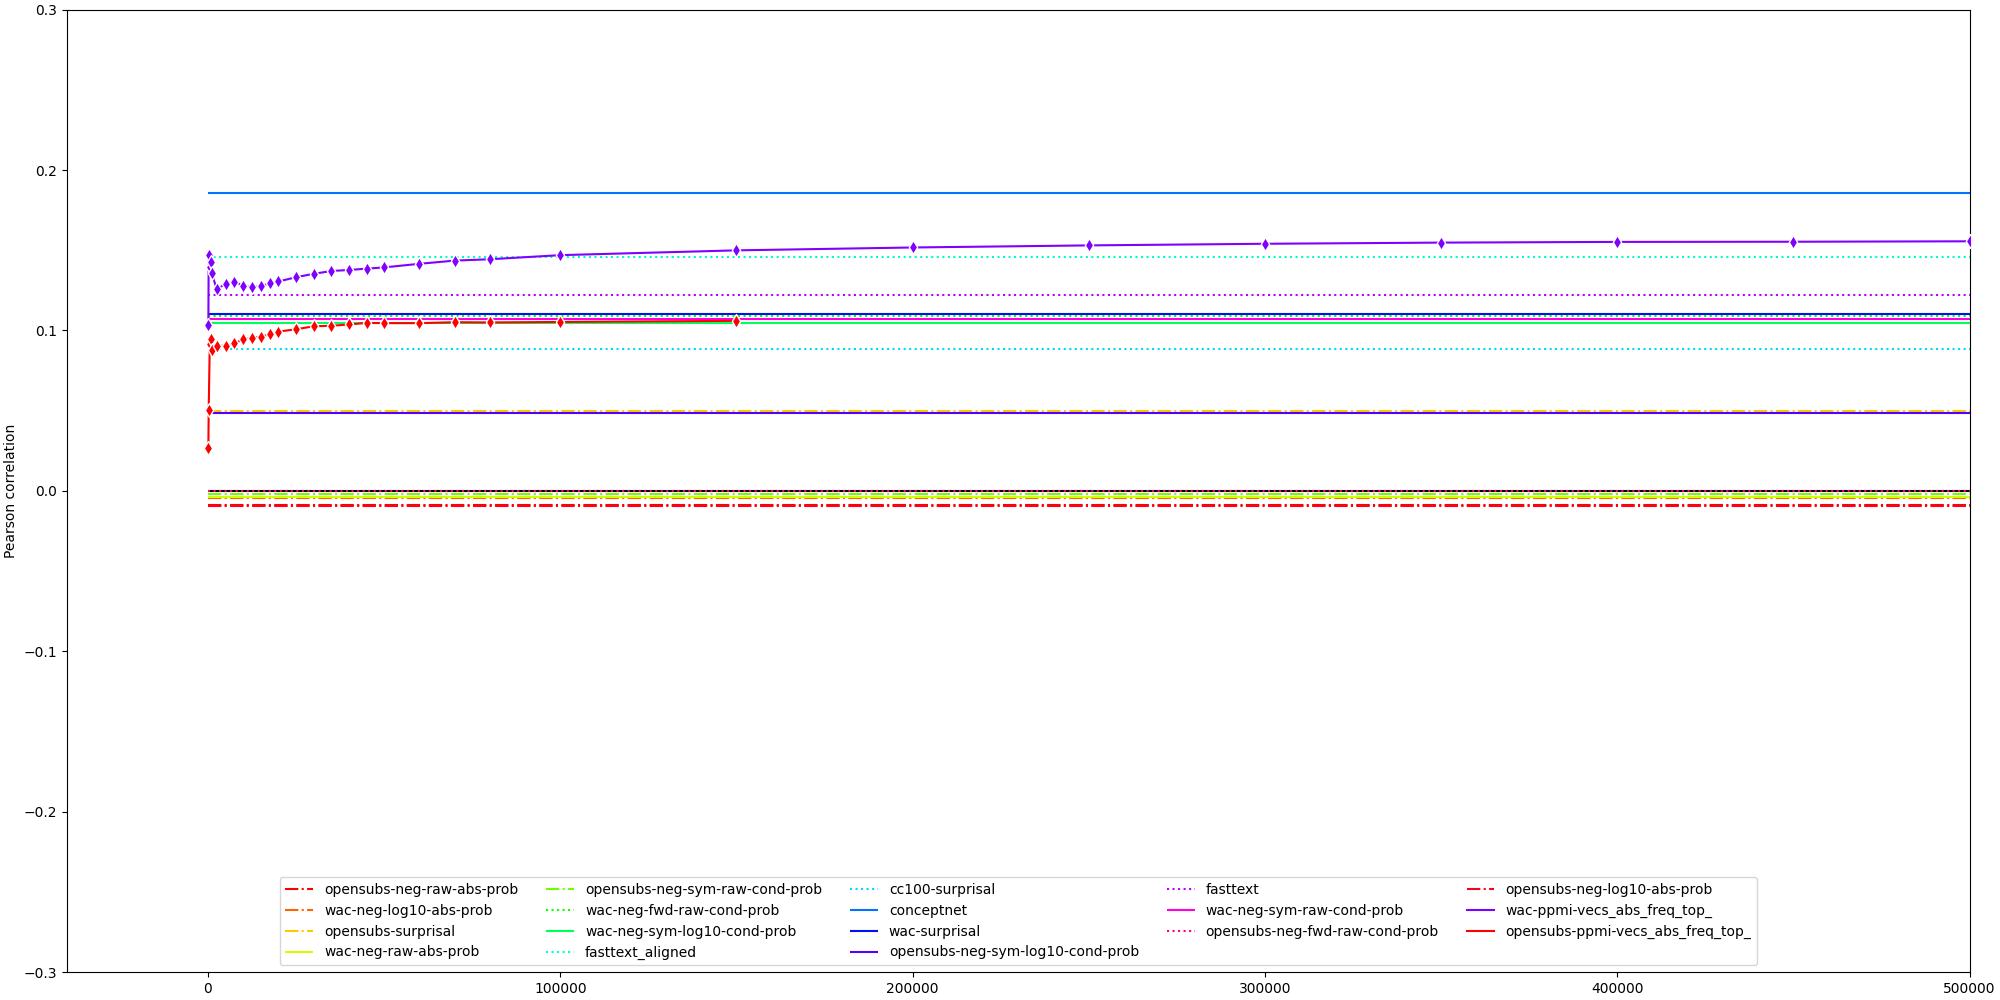 0.3
0.2
0.1
0.0
−0.1
−0.2
−0.3
Pearson correlation
opensubs-neg-raw-abs-prob
wac-neg-log10-abs-prob
opensubs-surprisal
wac-neg-raw-abs-prob
opensubs-neg-sym-raw-cond-prob
wac-neg-fwd-raw-cond-prob
wac-neg-sym-log10-cond-prob
fasttext_aligned
cc100-surprisal
conceptnet
wac-surprisal
opensubs-neg-sym-log10-cond-prob
fasttext
wac-neg-sym-raw-cond-prob
opensubs-neg-fwd-raw-cond-prob
opensubs-neg-log10-abs-prob
wac-ppmi-vecs_abs_freq_top_
opensubs-ppmi-vecs_abs_freq_top_
0 100000 200000 300000 400000 500000